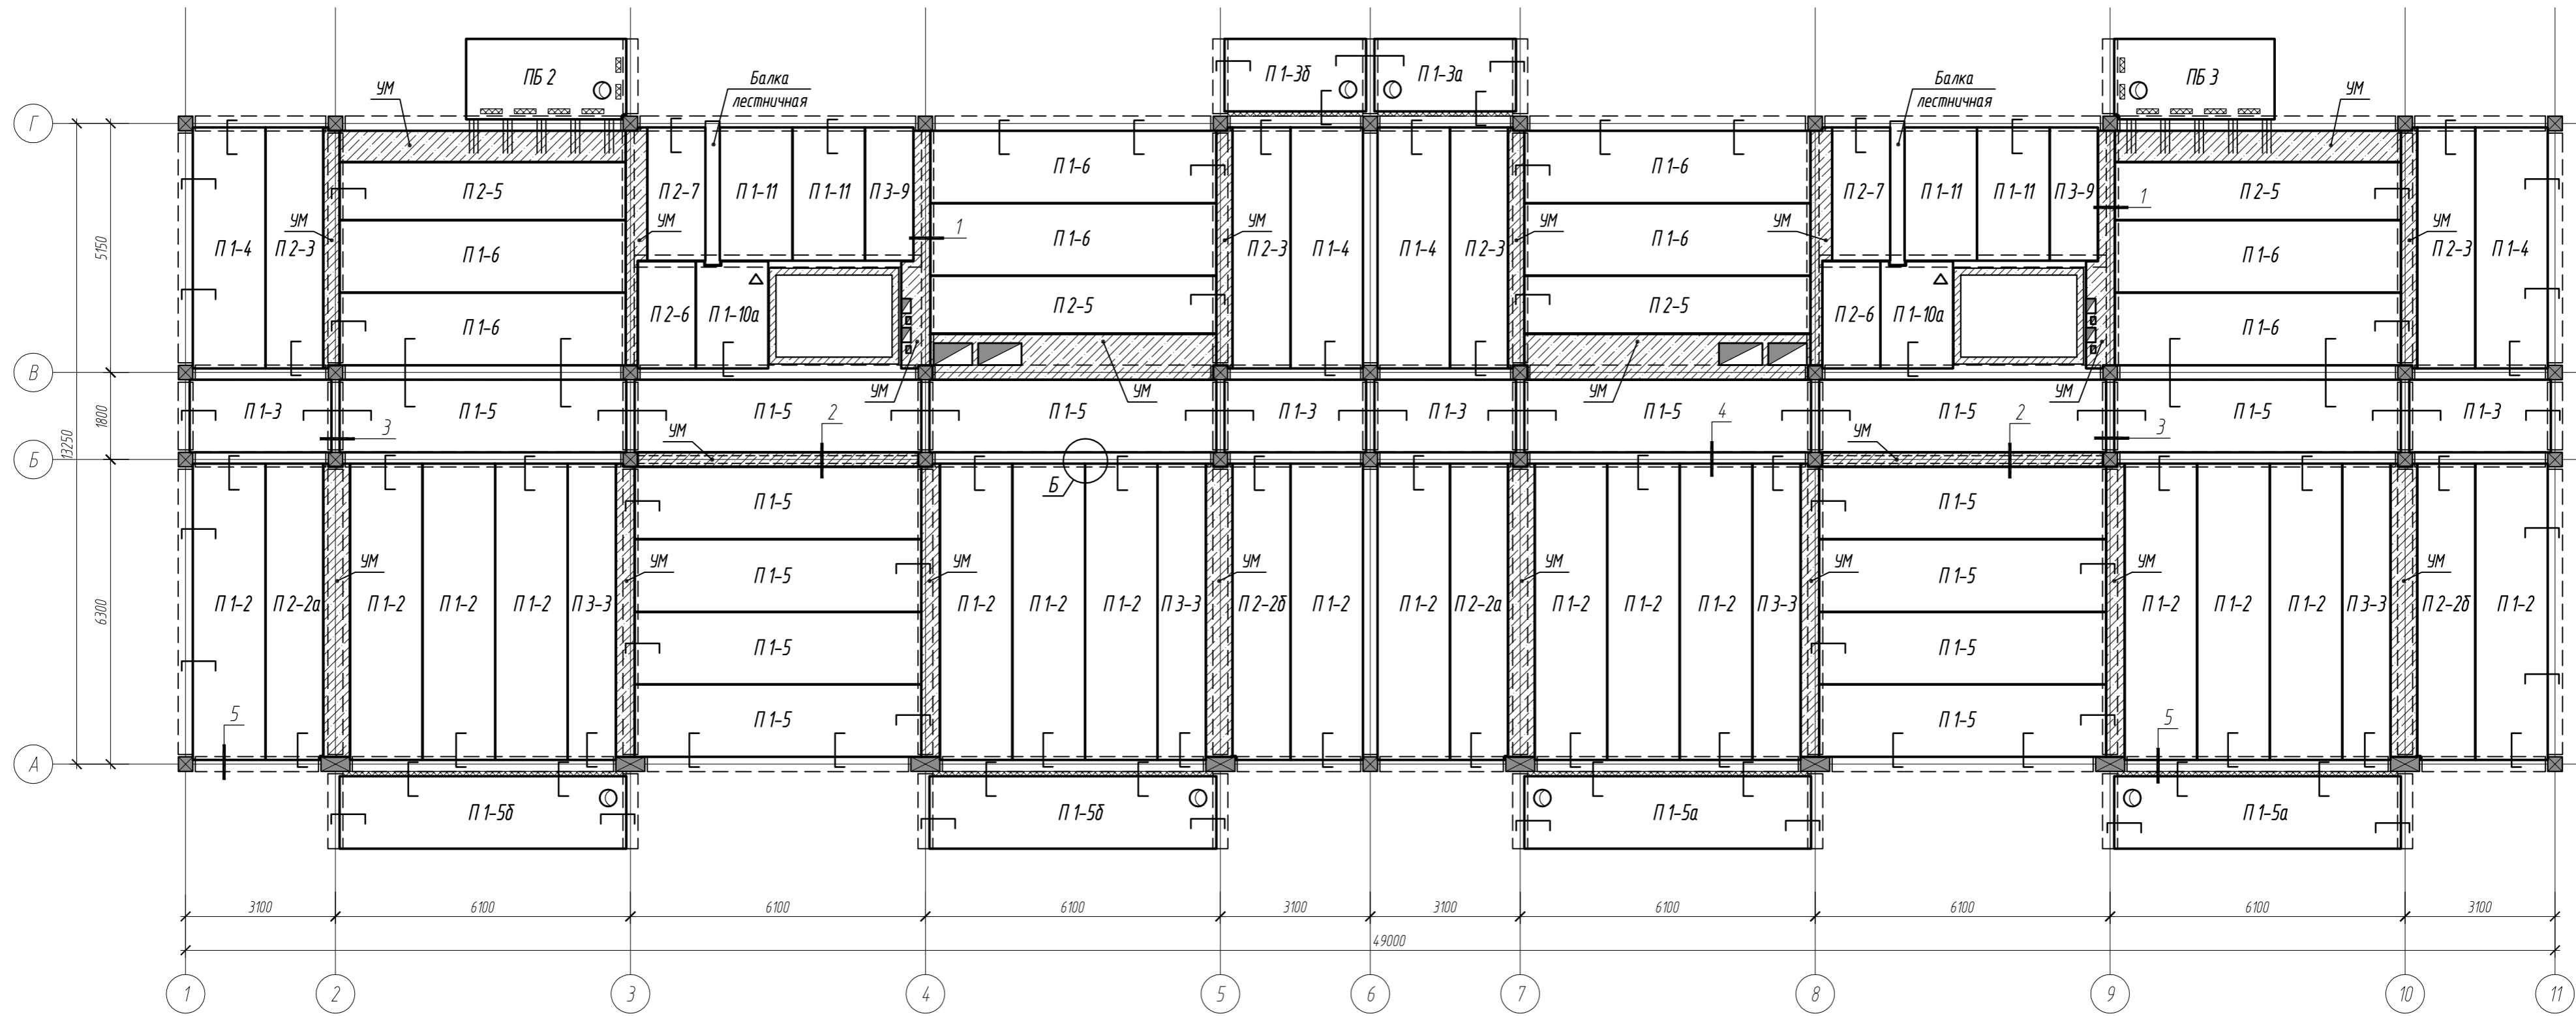 ПБ 2
П 1-3б
П 1-3а
ПБ 3
Балка
лестничная
Балка
лестничная
УМ
УМ
Г
П 1-4
П 2-3
УМ
П 2-5
П 1-6
П 1-6
УМ
П 2-7
П 1-11
П 1-11
П 3-9
П 2-6
П 1-10а
1
П 1-6
П 1-6
П 2-5
УМ
П 2-3
П 1-4
П 1-4
П 2-3
УМ
П 1-6
П 1-6
П 2-5
УМ
П 2-7
П 1-11
П 1-11
П 3-9
П 2-6
П 1-10а
1
П 2-5
П 1-6
П 1-6
УМ
П 2-3
П 1-4
5150
В
УМ
УМ
УМ
УМ
1800
13250
П 1-3
П 1-5
П 1-5
П 1-5
П 1-3
П 1-3
П 1-5
П 1-5
П 1-5
П 1-3
3
УМ
2
4
УМ
2
3
Б
Б
6300
П 1-2
П 2-2а
УМ
П 1-2
П 1-2
П 1-2
П 3-3
УМ
П 1-5
П 1-5
П 1-5
П 1-5
УМ
П 1-2
П 1-2
П 1-2
П 3-3
УМ
П 2-2б
П 1-2
П 1-2
П 2-2а
УМ
П 1-2
П 1-2
П 1-2
П 3-3
УМ
П 1-5
П 1-5
П 1-5
П 1-5
УМ
П 1-2
П 1-2
П 1-2
П 3-3
УМ
П 2-2б
П 1-2
5
5
А
П 1-5б
П 1-5б
П 1-5а
П 1-5а
3100
6100
6100
6100
3100
3100
6100
6100
6100
3100
49000
1
2
3
4
5
6
7
8
9
10
11